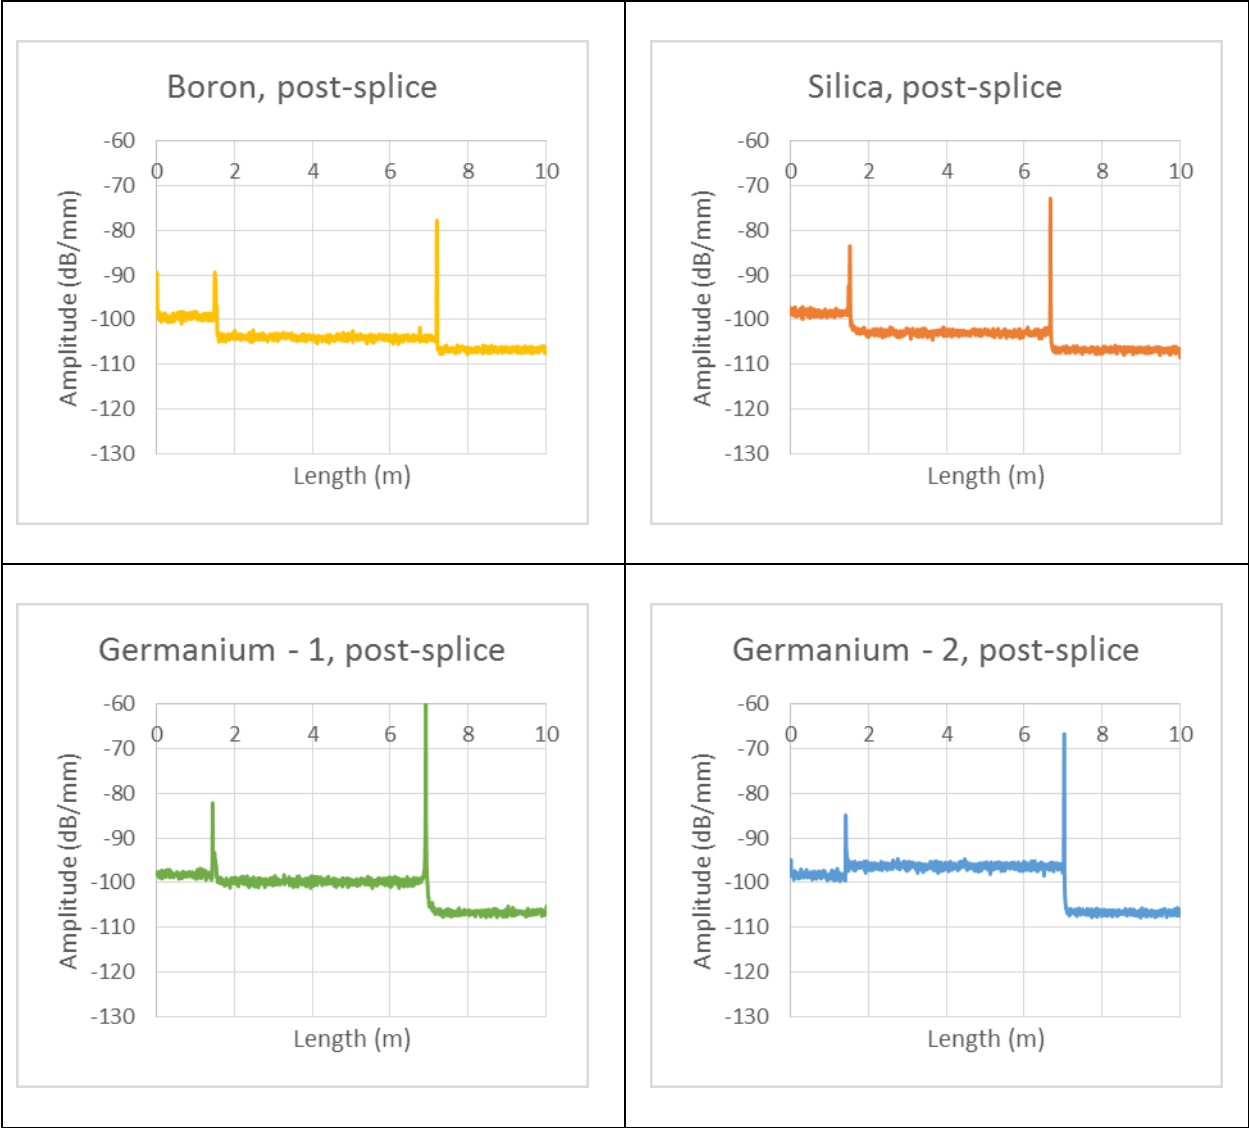 Boron, post-splice
-60
0 2 4 6 8 10
-70
-80
-90
-100
-110
-120
-130
Amplitude (dB/mm)
Length (m)
Silica, post-splice
-60
0 2 4 6 8 10
-70
-80
-90
-100
-110
-120
-130
Amplitude (dB/mm)
Length (m)
Germanium - 1, post-splice
-60
0 2 4 6 8 10
-70
-80
-90
-100
-110
-120
-130
Amplitude (dB/mm)
Length (m)
Germanium - 2, post-splice
-60
0 2 4 6 8 10
-70
-80
-90
-100
-110
-120
-130
Amplitude (dB/mm)
Length (m)